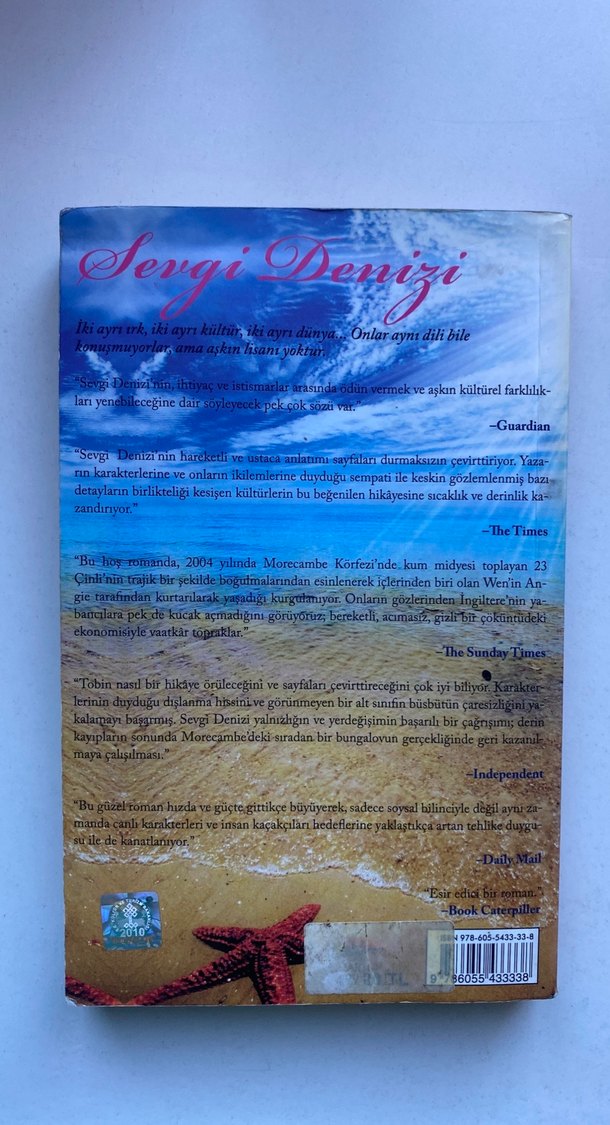 Sevgi Denizi
İki ayrı ırk, iki ayrı kültür, iki ayrı dünya... Onlar aynı dili bile
konuşmuyorlar, ama aşkın lisanı yoktur.
“Sevgi Denizi'nin, ihtiyaç ve istismarlar arasında ödün vermek ve aşkın kültürel farklılık-
ları yenebileceğine dair söyleyecek pek çok sözü var.”
–Guardian
“Sevgi Denizi'nin hareketli ve ustaca anlatımı sayfaları durmaksızın çevirttiriyor. Yaza-
rın karakterlerine ve onların ikilemlerine duyduğu sempati ile keskin gözlemlenmiş bazı
detayların birlikteliği kesişen kültürlerin bu beğenilen hikâyesine sıcaklık ve derinlik ka-
zandırıyor.”
–The Times
“Bu hoş romanda, 2004 yılında Morecambe Körfezi'nde kum midyesi toplayan 23
Çinli'nin trajik bir şekilde boğulmalarından esinlenerek içlerinden biri olan Wen'in An-
gie tarafından kurtarılarak yaşadığı kurgulanıyor. Onların gözlerinden İngiltere'nin ya-
bancılara pek de kucak açmadığını görüyoruz; bereketli, acımasız, gizli bir çöküntüdeki
ekonomisiyle vaatkâr topraklar.”
–The Sunday Times
“Tobin nasıl bir hikâye örüleceğini ve sayfaları çevirttireceğini çok iyi biliyor. Karakter-
lerinin duyduğu dışlanma hissini ve görünmeyen bir alt sınıfın büsbütün çaresizliğini ya-
kalamayı başarmış. Sevgi Denizi yalnızlığın ve yerdeğişimin başarılı bir çağrışımı; derin
kayıpların sonunda Morecambe'deki sıradan bir bungalovun gerçekliğinde geri kazanıl-
maya çalışılması.”
–Independent
“Bu güzel roman hızda ve güçte gittikçe büyüyerek, sadece soysal bilinciyle değil aynı za-
manda canlı karakterleri ve insan kaçakçıları hedeflerine yaklaştıkça artan tehlike duygu-
su ile de kanatlanıyor.”
–Daily Mail
“Esir edici bir roman.”
–Book Caterpiller
2010
ISBN 978-605-5433-33-8
9 786055 433338